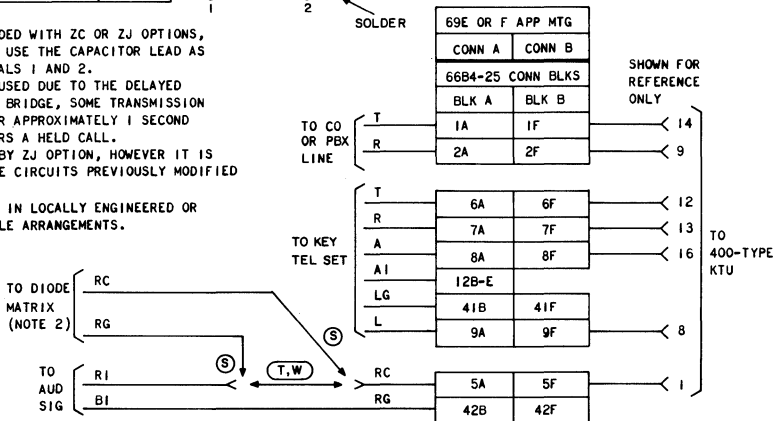 1 2
SOLDER
DED WITH ZC OR ZJ OPTIONS,
USE THE CAPACITOR LEAD AS
ALS 1 AND 2.
USED DUE TO THE DELAYED
BRIDGE, SOME TRANSMISSION
R APPROXIMATELY 1 SECOND
RS A HELD CALL.
BY ZJ OPTION, HOWEVER IT IS
E CIRCUITS PREVIOUSLY MODIFIED
IN LOCALLY ENGINEERED OR
LE ARRANGEMENTS.
69E OR F APP MTG
CONN A CONN B
66B4-25 CONN BLKS
BLK A BLK B
SHOWN FOR
REFERENCE
ONLY
TO CO
OR PBX
LINE
T 1A 1F 14
R 2A 2F 9
TO KEY
TEL SET
T 6A 6F 12
R 7A 7F 13
A 8A 8F 16
A1 12B-E
LG 41B 41F
L 9A 9F 8
TO
400-TYPE
KTU
TO DIODE
MATRIX
(NOTE 2)
RC
RG
S
S
TO
AUD
SIG
R1
B1
T,W
RC 5A 5F 1
RG 42B 42F